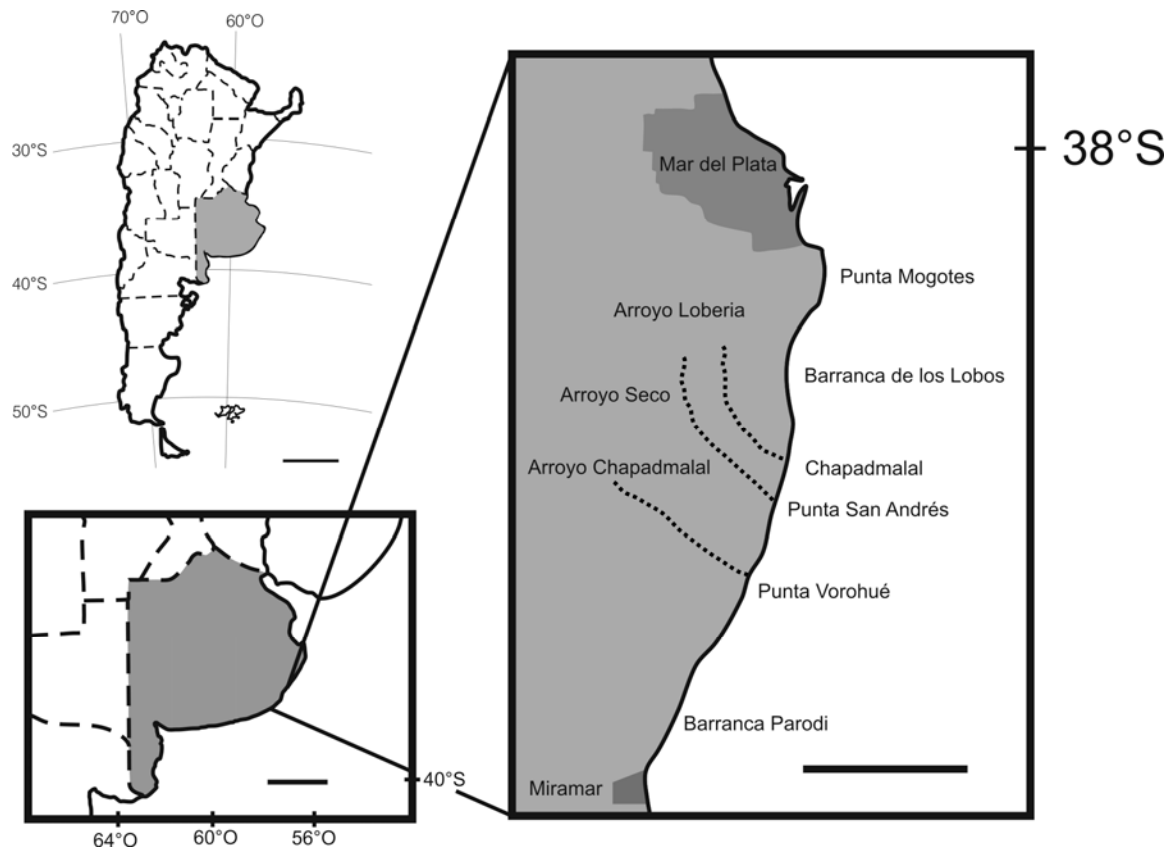 70°O
60°O
30°S
40°S
50°S
40°S
64°O
60°O
56°O
38°S
Mar del Plata
Punta Mogotes
Arroyo Loberia
Barranca de los Lobos
Arroyo Seco
Arroyo Chapadmalal
Chapadmalal
Punta San Andrés
Punta Vorohué
Barranca Parodi
Miramar